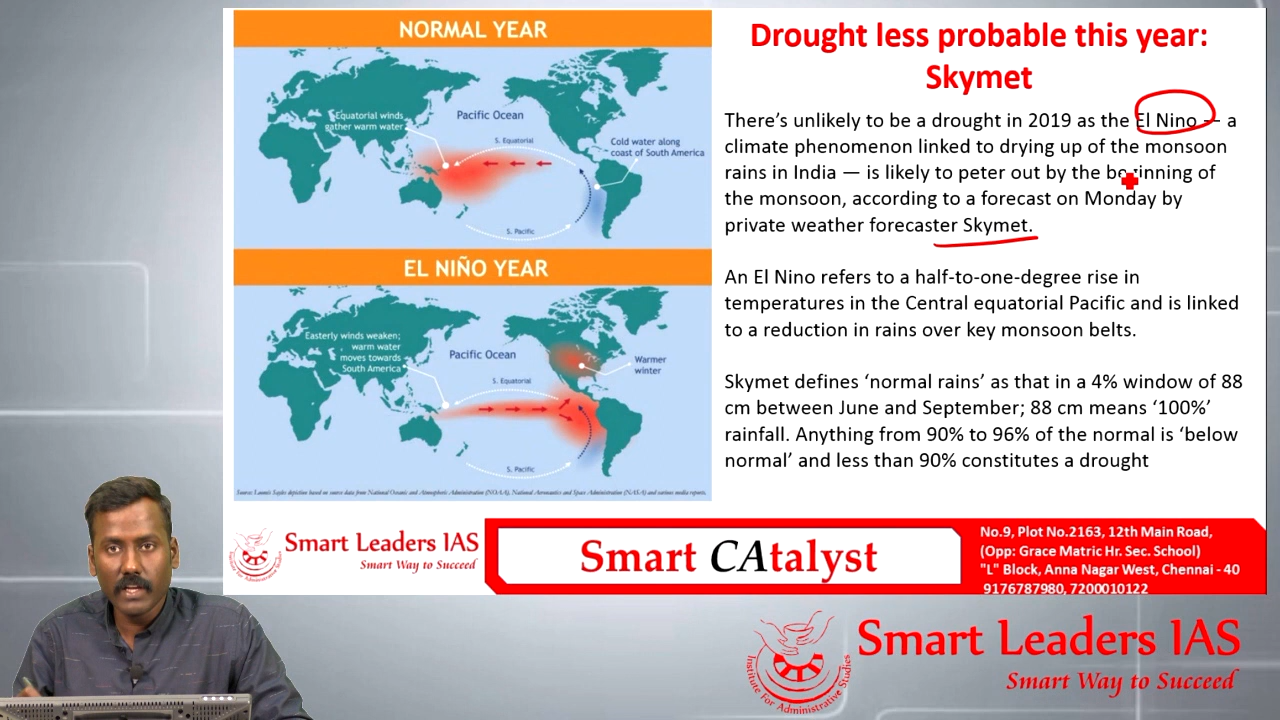 NORMAL YEAR
Equatorial winds
gather warm water
Pacific Ocean
S. Equatorial
Cold water along
coast of South America
S. Pacific
EL NIÑO YEAR
Easterly winds weaken;
warm water
moves towards
South America
Pacific Ocean
S. Equatorial
Warmer
winter
S. Pacific
Drought less probable this year:
Skymet
There's unlikely to be a drought in 2019 as the El Nino — a
climate phenomenon linked to drying up of the monsoon
rains in India — is likely to peter out by the beginning of
the monsoon, according to a forecast on Monday by
private weather forecaster Skymet.
An El Nino refers to a half-to-one-degree rise in
temperatures in the Central equatorial Pacific and is linked
to a reduction in rains over key monsoon belts.
Skymet defines ‘normal rains’ as that in a 4% window of 88
cm between June and September; 88 cm means ‘100%’
rainfall. Anything from 90% to 96% of the normal is ‘below
normal’ and less than 90% constitutes a drought
Smart Leaders IAS
Smart Way to Succeed
Smart CAtalyst
No.9, Plot No.2163, 12th Main Road,
(Opp: Grace Matric Hr. Sec. School)
"L" Block, Anna Nagar West, Chennai - 40
9176787980, 7200010122
Institute For Administrative Studies
Smart Leaders IAS
Smart Way to Succeed